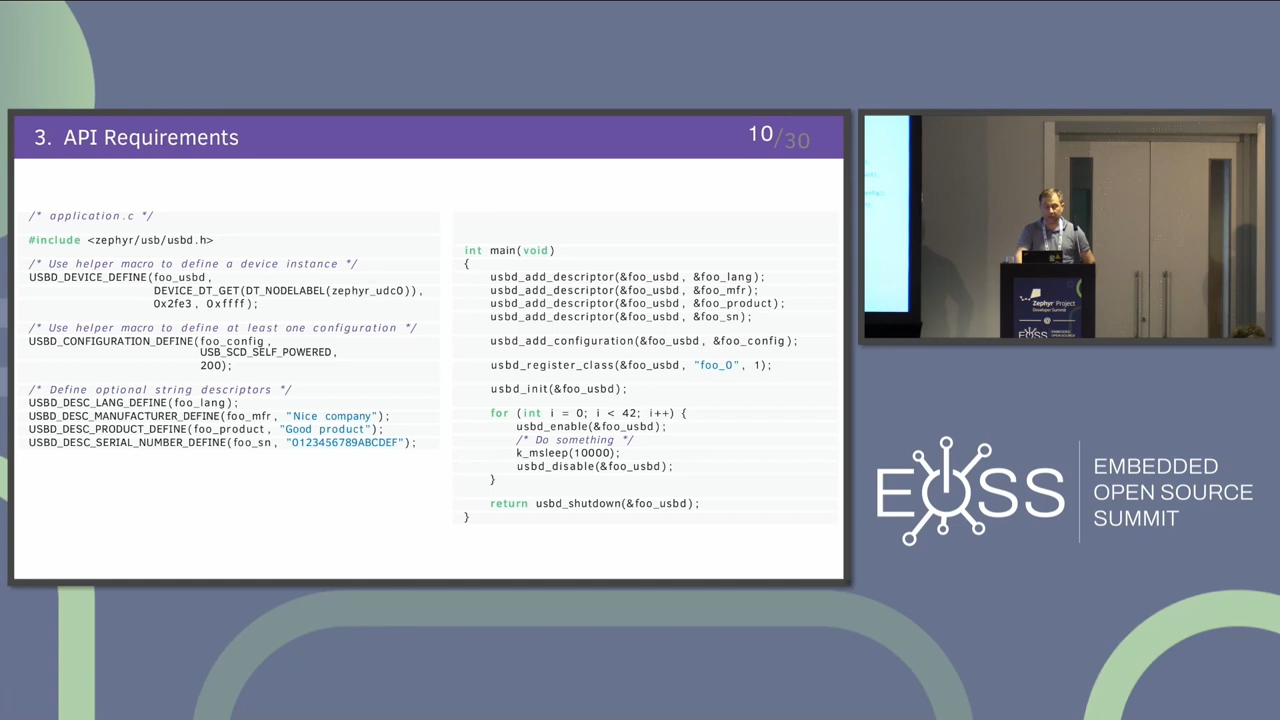 3. API Requirements
10/30
/* application.c */
#include <zephyr/usb/usbd.h>
/* Use helper macro to define a device instance */
USBD_DEVICE_DEFINE(foo_usbd,
DEVICE_DT_GET(DT_NODELABEL(zephyr_udc0)),
0x2fe3, 0xffff);
/* Use helper macro to define at least one configuration */
USBD_CONFIGURATION_DEFINE(foo_config,
USB_SCD_SELF_POWERED,
200);
/* Define optional string descriptors */
USBD_DESC_LANG_DEFINE(foo_lang);
USBD_DESC_MANUFACTURER_DEFINE(foo_mfr, "Nice company");
USBD_DESC_PRODUCT_DEFINE(foo_product, "Good product");
USBD_DESC_SERIAL_NUMBER_DEFINE(foo_sn, "0123456789ABCDEF");
int main(void)
{
usbd_add_descriptor(&foo_usbd, &foo_lang);
usbd_add_descriptor(&foo_usbd, &foo_mfr);
usbd_add_descriptor(&foo_usbd, &foo_product);
usbd_add_descriptor(&foo_usbd, &foo_sn);
usbd_add_configuration(&foo_usbd, &foo_config);
usbd_register_class(&foo_usbd, "foo_0", 1);
usbd_init(&foo_usbd);
for (int i = 0; i < 42; i++) {
usbd_enable(&foo_usbd);
/* Do something */
k_msleep(10000);
usbd_disable(&foo_usbd);
}
return usbd_shutdown(&foo_usbd);
}
Zephyr Project
Developer Summit
EOSS
EOSS
EMBEDDED
OPEN SOURCE
SUMMIT